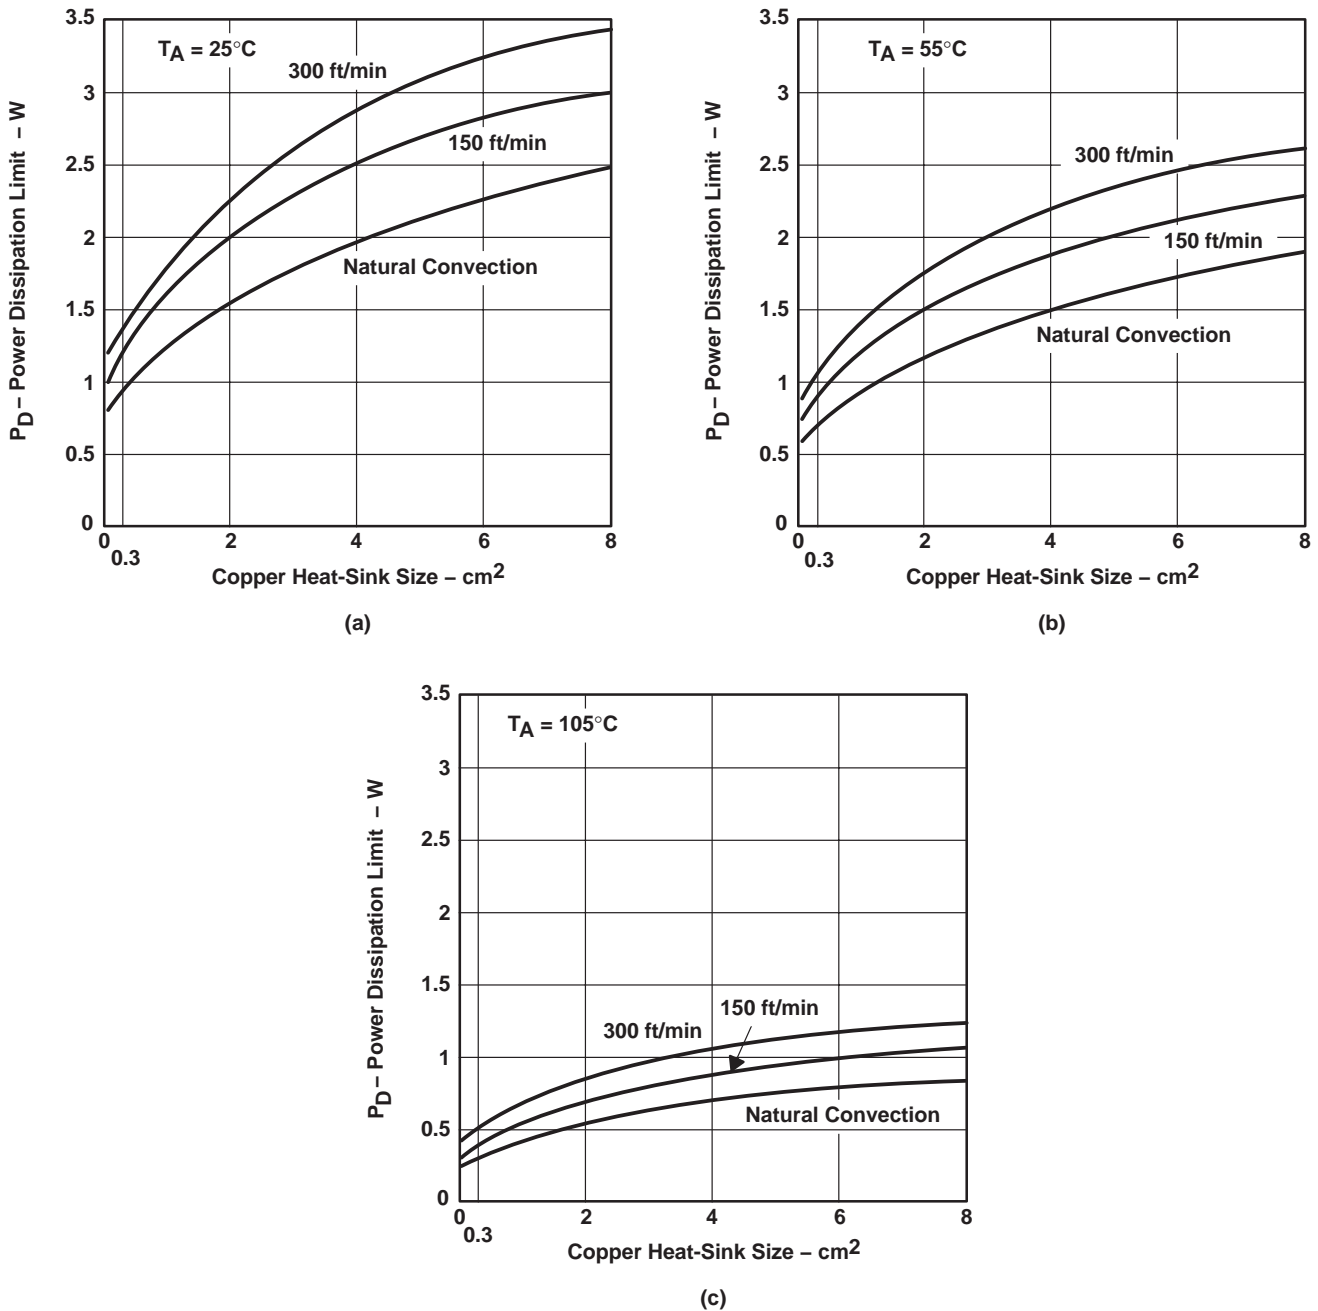 3.5
3
2.5
2
1.5
1
0.5
0
P_D – Power Dissipation Limit – W
T_A = 25°C
300 ft/min
150 ft/min
Natural Convection
0 0.3 2 4 6 8
Copper Heat-Sink Size – cm²
(a)
3.5
3
2.5
2
1.5
1
0.5
0
P_D – Power Dissipation Limit – W
T_A = 55°C
300 ft/min
150 ft/min
Natural Convection
0 0.3 2 4 6 8
Copper Heat-Sink Size – cm²
(b)
3.5
3
2.5
2
1.5
1
0.5
0
P_D – Power Dissipation Limit – W
T_A = 105°C
150 ft/min
300 ft/min
Natural Convection
0 0.3 2 4 6 8
Copper Heat-Sink Size – cm²
(c)